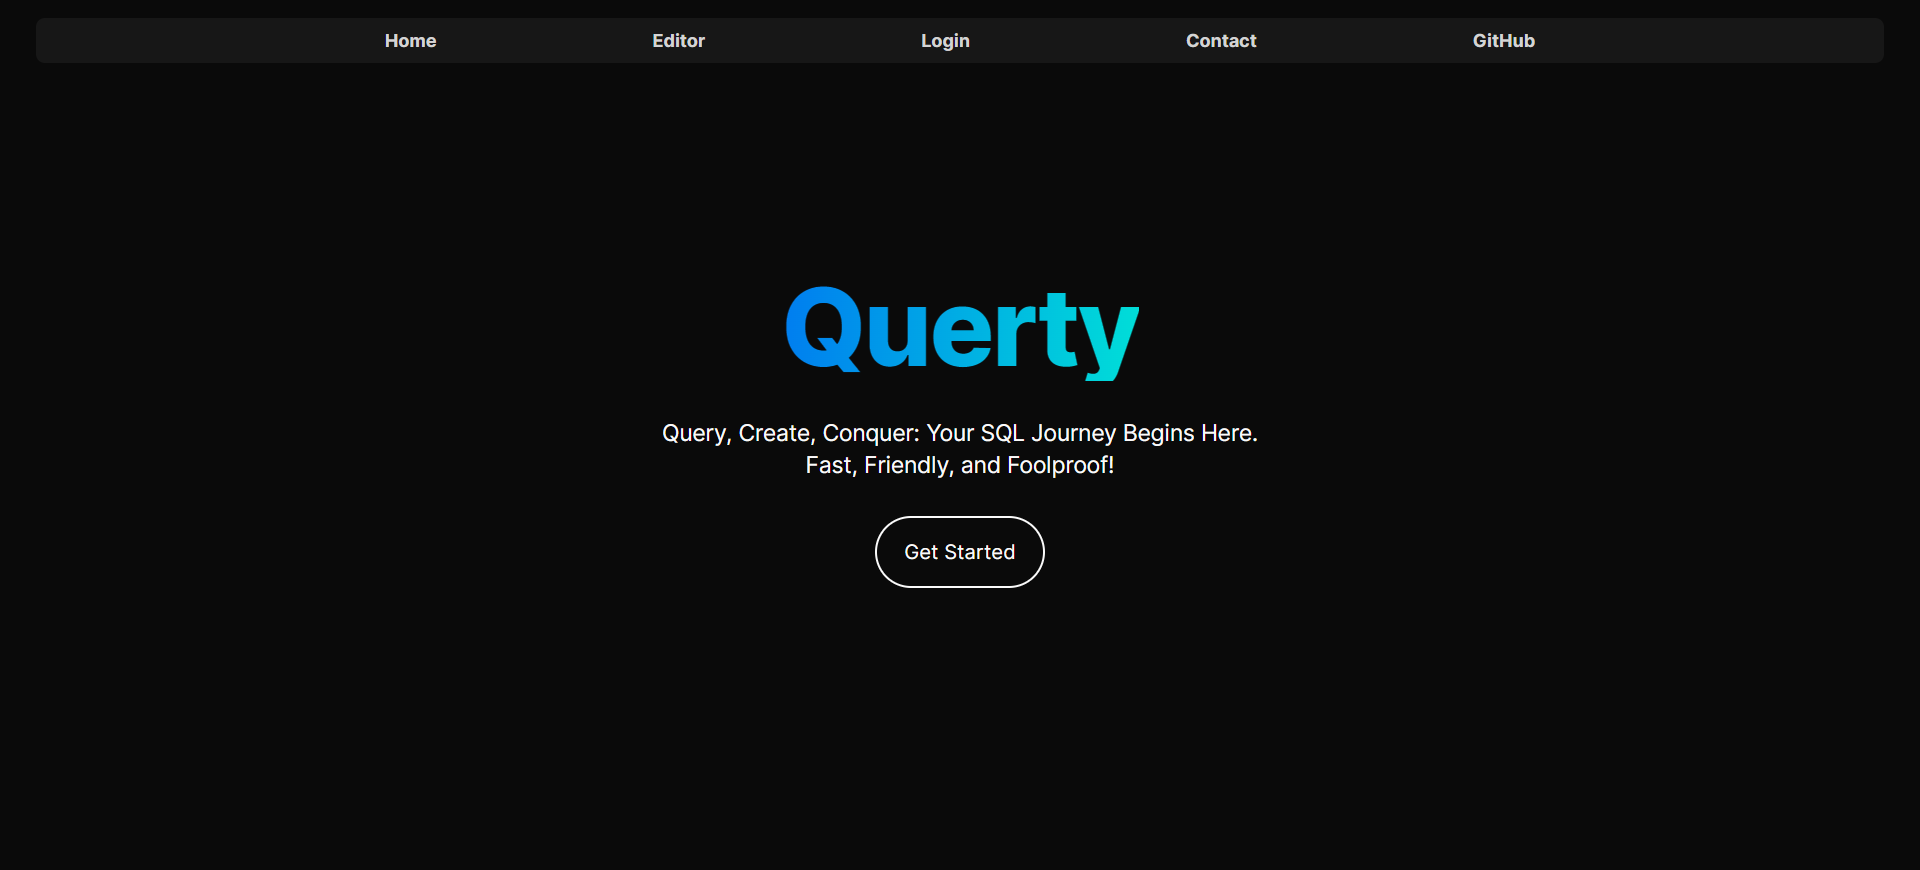 Home Editor Login Contact GitHub
Querty
Query, Create, Conquer: Your SQL Journey Begins Here.
Fast, Friendly, and Foolproof!
Get Started